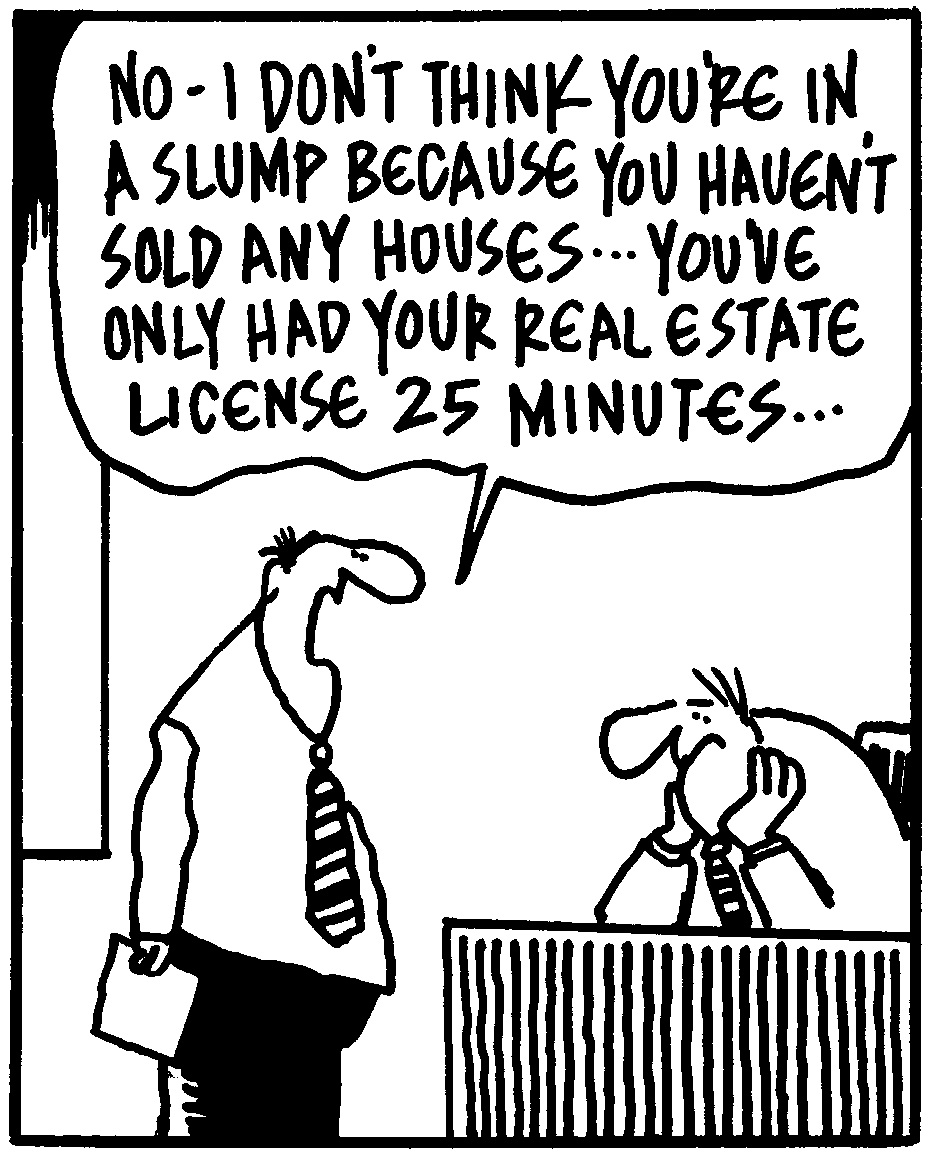 NO - I DON'T THINK YOU'RE IN
A SLUMP BECAUSE YOU HAVEN'T
SOLD ANY HOUSES... YOU'VE
ONLY HAD YOUR REAL ESTATE
LICENSE 25 MINUTES...